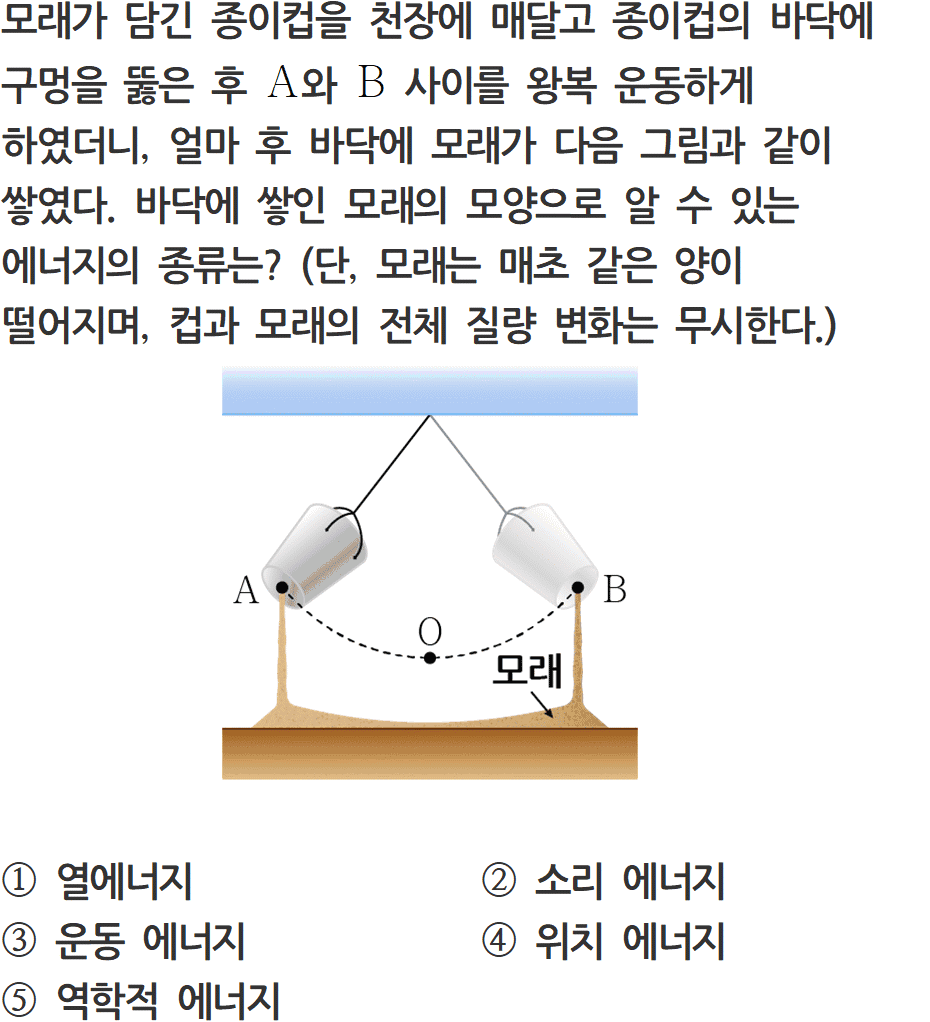 모래가 담긴 종이컵을 천장에 매달고 종이컵의 바닥에
구멍을 뚫은 후 A와 B 사이를 왕복 운동하게
하였더니, 얼마 후 바닥에 모래가 다음 그림과 같이
쌓였다. 바닥에 쌓인 모래의 모양으로 알 수 있는
에너지의 종류는? (단, 모래는 매초 같은 양이
떨어지며, 컵과 모래의 전체 질량 변화는 무시한다.)
A
B
O
모래
① 열에너지 ② 소리 에너지
③ 운동 에너지 ④ 위치 에너지
⑤ 역학적 에너지